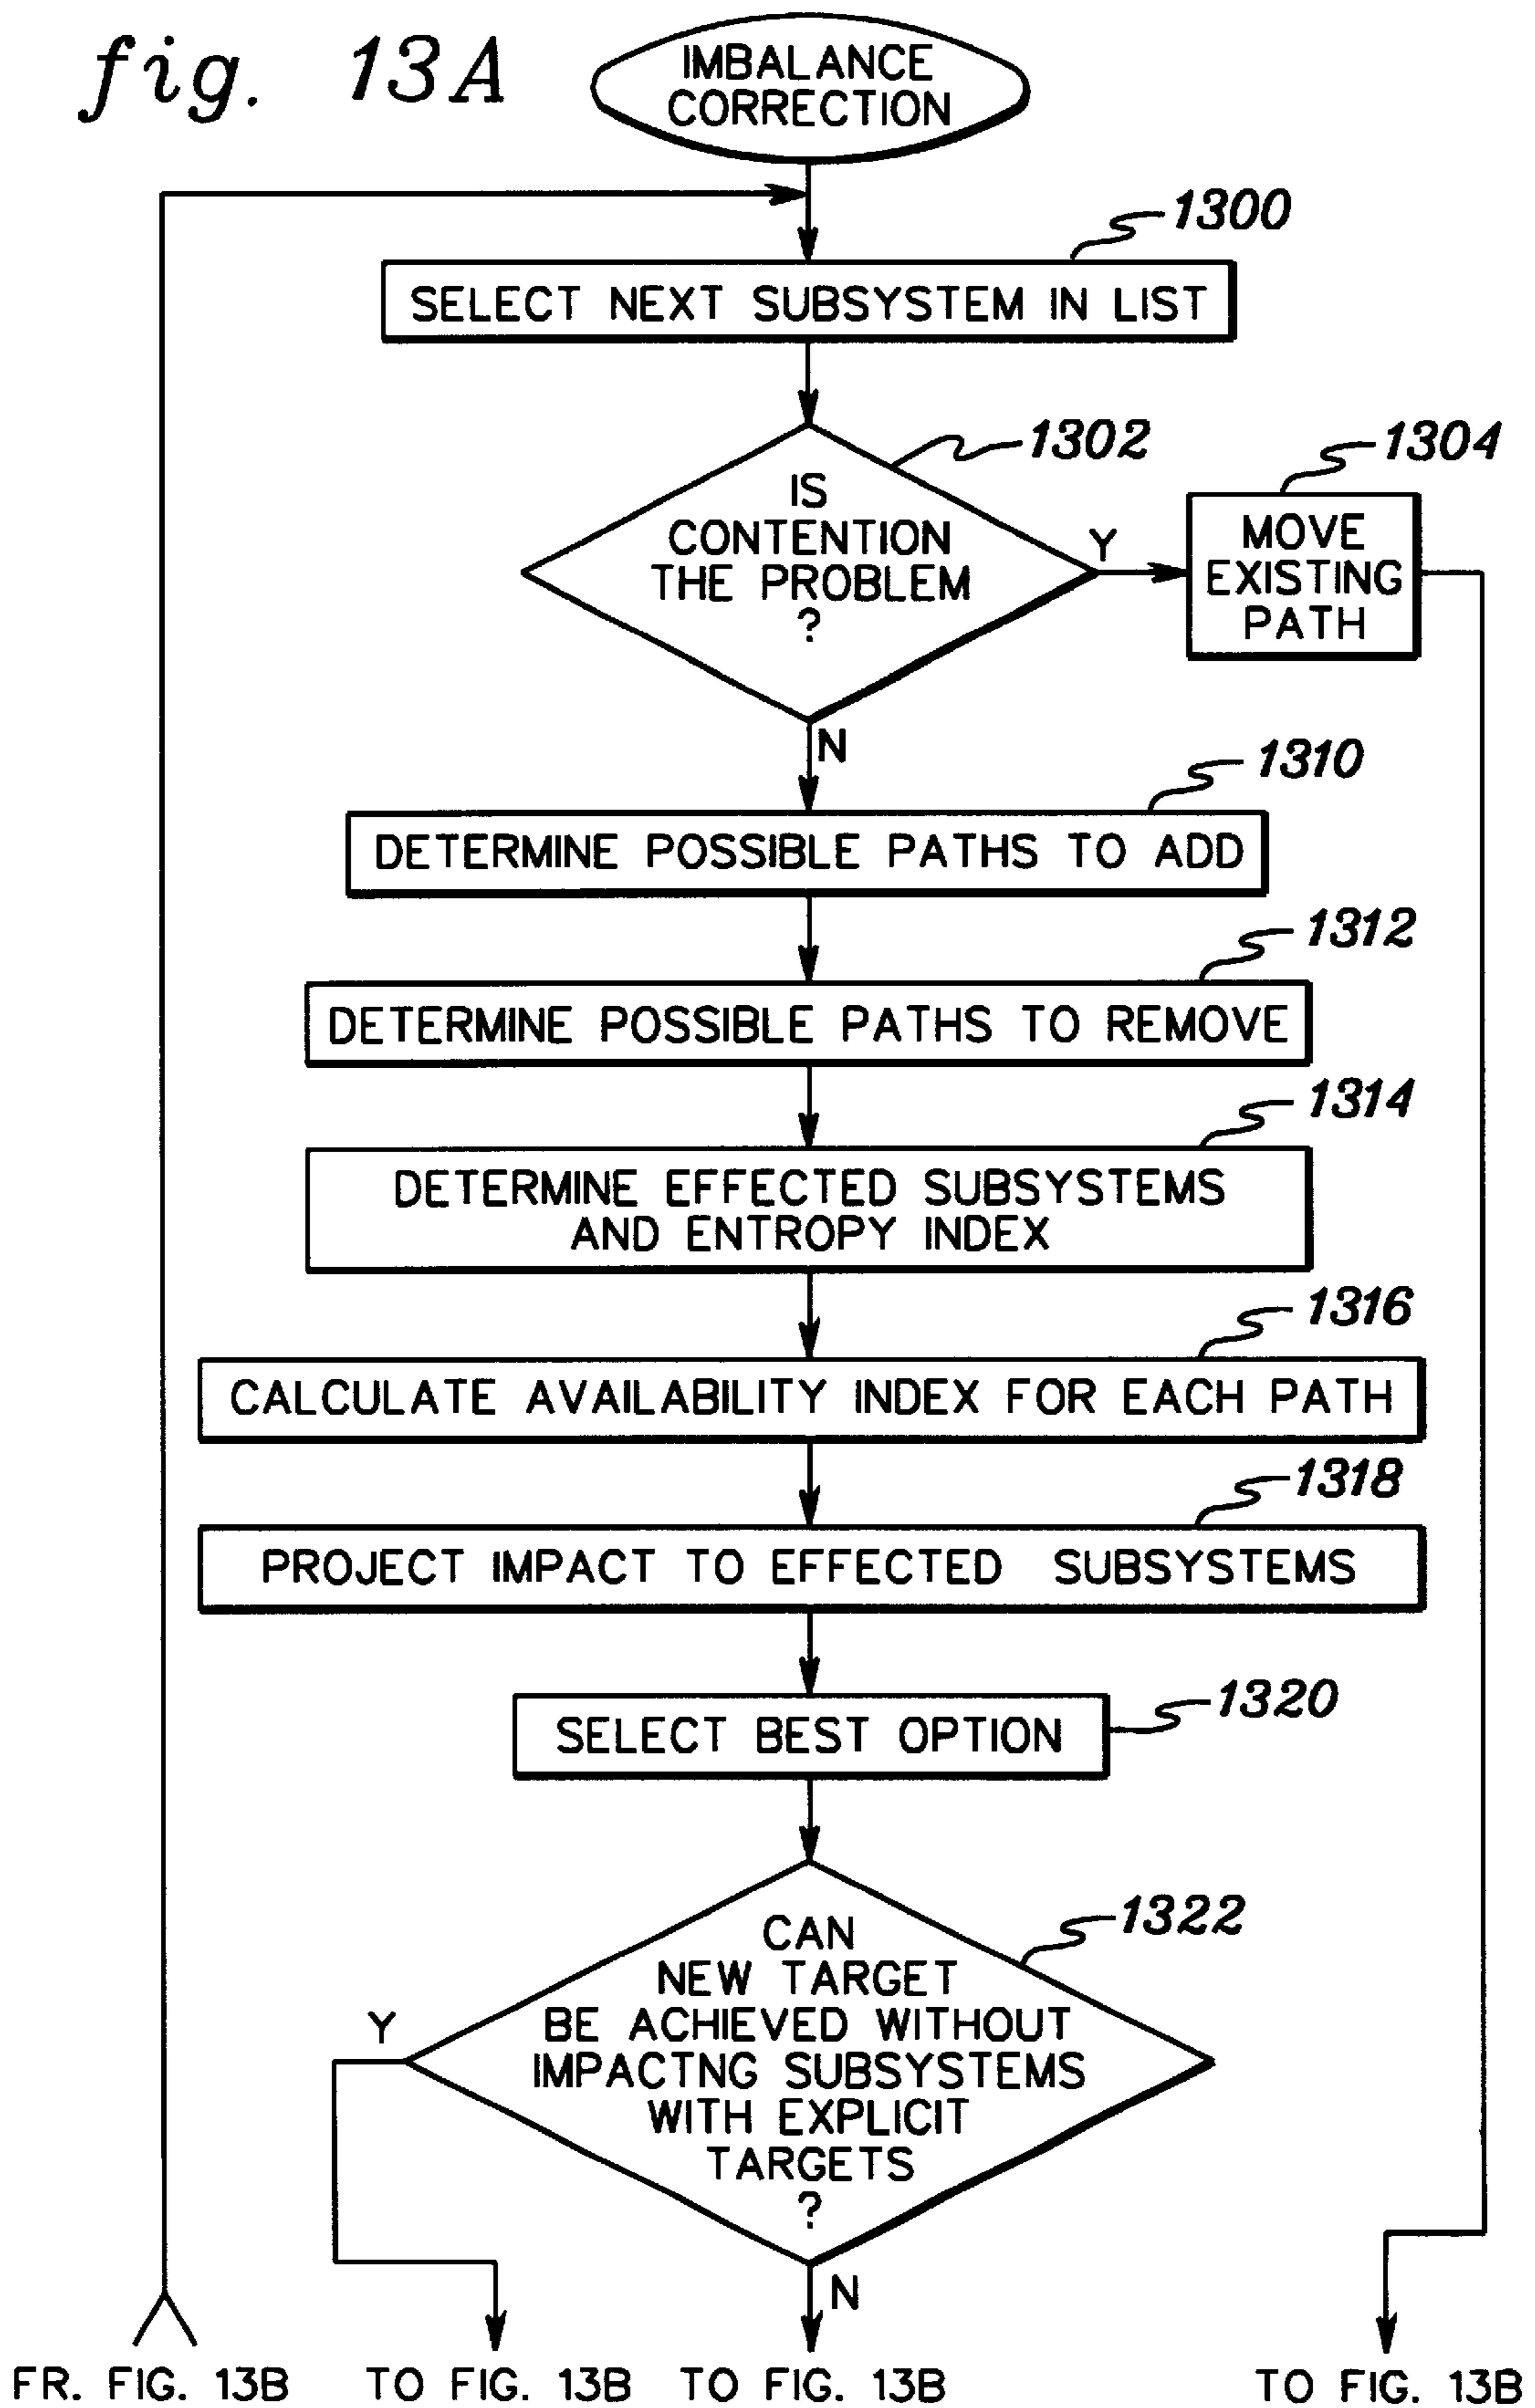 fig. 13A
IMBALANCE
CORRECTION
1300
SELECT NEXT SUBSYSTEM IN LIST
1302
1304
IS
CONTENTION
THE PROBLEM
?
Y
MOVE
EXISTING
PATH
N
1310
DETERMINE POSSIBLE PATHS TO ADD
1312
DETERMINE POSSIBLE PATHS TO REMOVE
1314
DETERMINE EFFECTED SUBSYSTEMS
AND ENTROPY INDEX
1316
CALCULATE AVAILABILITY INDEX FOR EACH PATH
1318
PROJECT IMPACT TO EFFECTED SUBSYSTEMS
1320
SELECT BEST OPTION
1322
CAN
NEW TARGET
BE ACHIEVED WITHOUT
IMPACTNG SUBSYSTEMS
WITH EXPLICIT
TARGETS
?
Y
N
FR. FIG. 13B
TO FIG. 13B
TO FIG. 13B
TO FIG. 13B